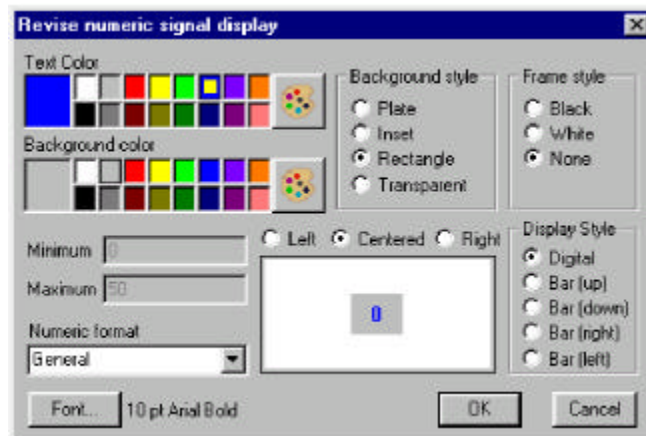 Revise numeric signal display
Text Color
Background color
Background style
Plate
Inset
Rectangle
Transparent
Frame style
Black
White
None
Minimum 0
Maximum 50
Numeric format
General
Left Centered Right
0
Display Style
Digital
Bar (up)
Bar (down)
Bar (right)
Bar (left)
Font... 10 pt Arial Bold
OK Cancel